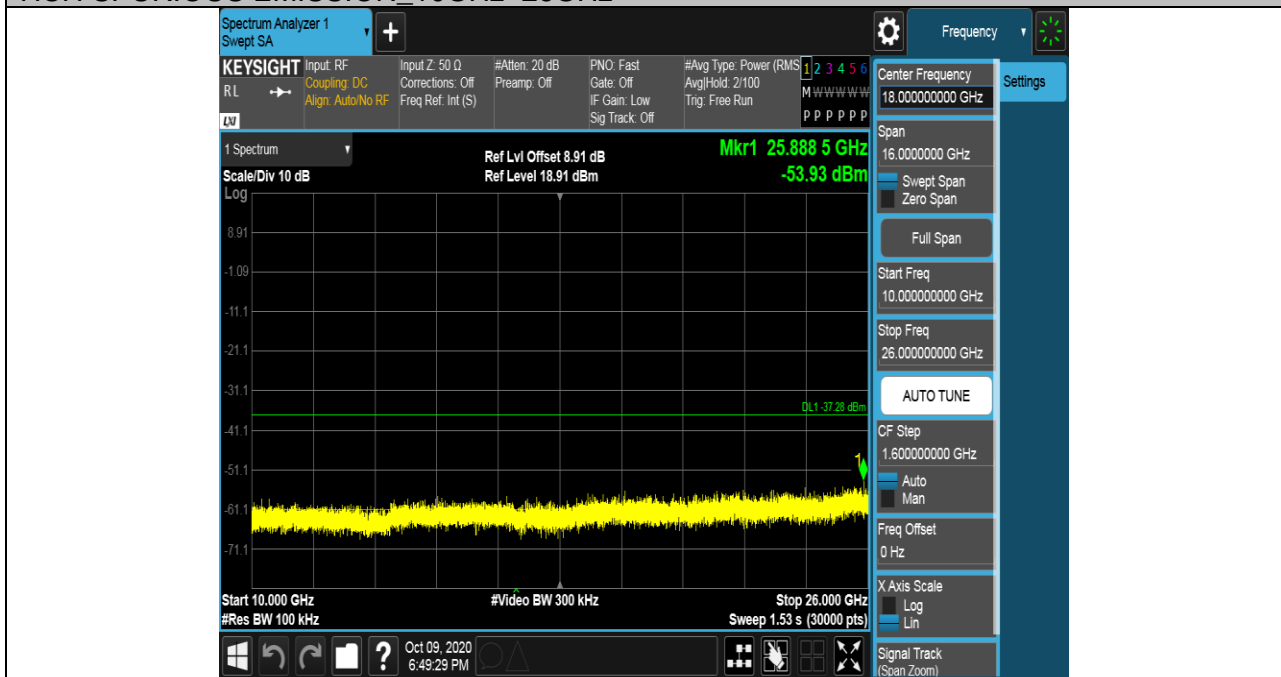 Spectrum Analyzer 1
Swept SA
+
Frequency
KEYSIGHT
RL
LXI
Input: RF
Coupling: DC
Align: Auto/No RF
Input Z: 50 Ω
Corrections: Off
Freq Ref: Int (S)
#Atten: 20 dB
Preamp: Off
PNO: Fast
Gate: Off
IF Gain: Low
Sig Track: Off
#Avg Type: Power (RMS
Avg|Hold: 2/100
Trig: Free Run
1 2 3 4 5 6
M W W W W W
P P P P P P
1 Spectrum
Scale/Div 10 dB
Log
Ref Lvl Offset 8.91 dB
Ref Level 18.91 dBm
Mkr1 25.888 5 GHz
-53.93 dBm
8.91
-1.09
-11.1
-21.1
-31.1
DL1 -37.28 dBm
-41.1
1
-51.1
-61.1
-71.1
Start 10.000 GHz
#Res BW 100 kHz
#Video BW 300 kHz
Stop 26.000 GHz
Sweep 1.53 s (30000 pts)
?
Oct 09, 2020
6:49:29 PM
Center Frequency
18.000000000 GHz
Settings
Span
16.0000000 GHz
Swept Span
Zero Span
Full Span
Start Freq
10.000000000 GHz
Stop Freq
26.000000000 GHz
AUTO TUNE
CF Step
1.600000000 GHz
Auto
Man
Freq Offset
0 Hz
X Axis Scale
Log
Lin
Signal Track
(Span Zoom)